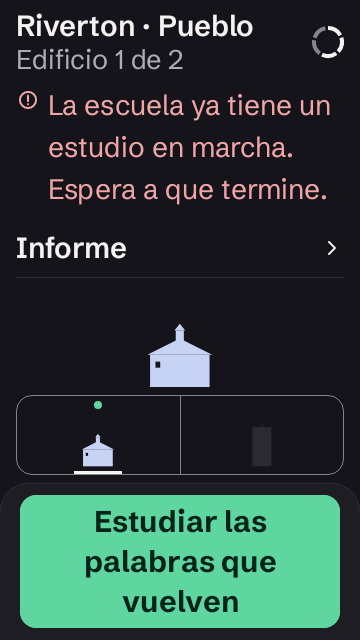 Riverton · Pueblo
Edificio 1 de 2
La escuela ya tiene un
estudio en marcha.
Espera a que termine.
Informe
Estudiar las
palabras que
vuelven